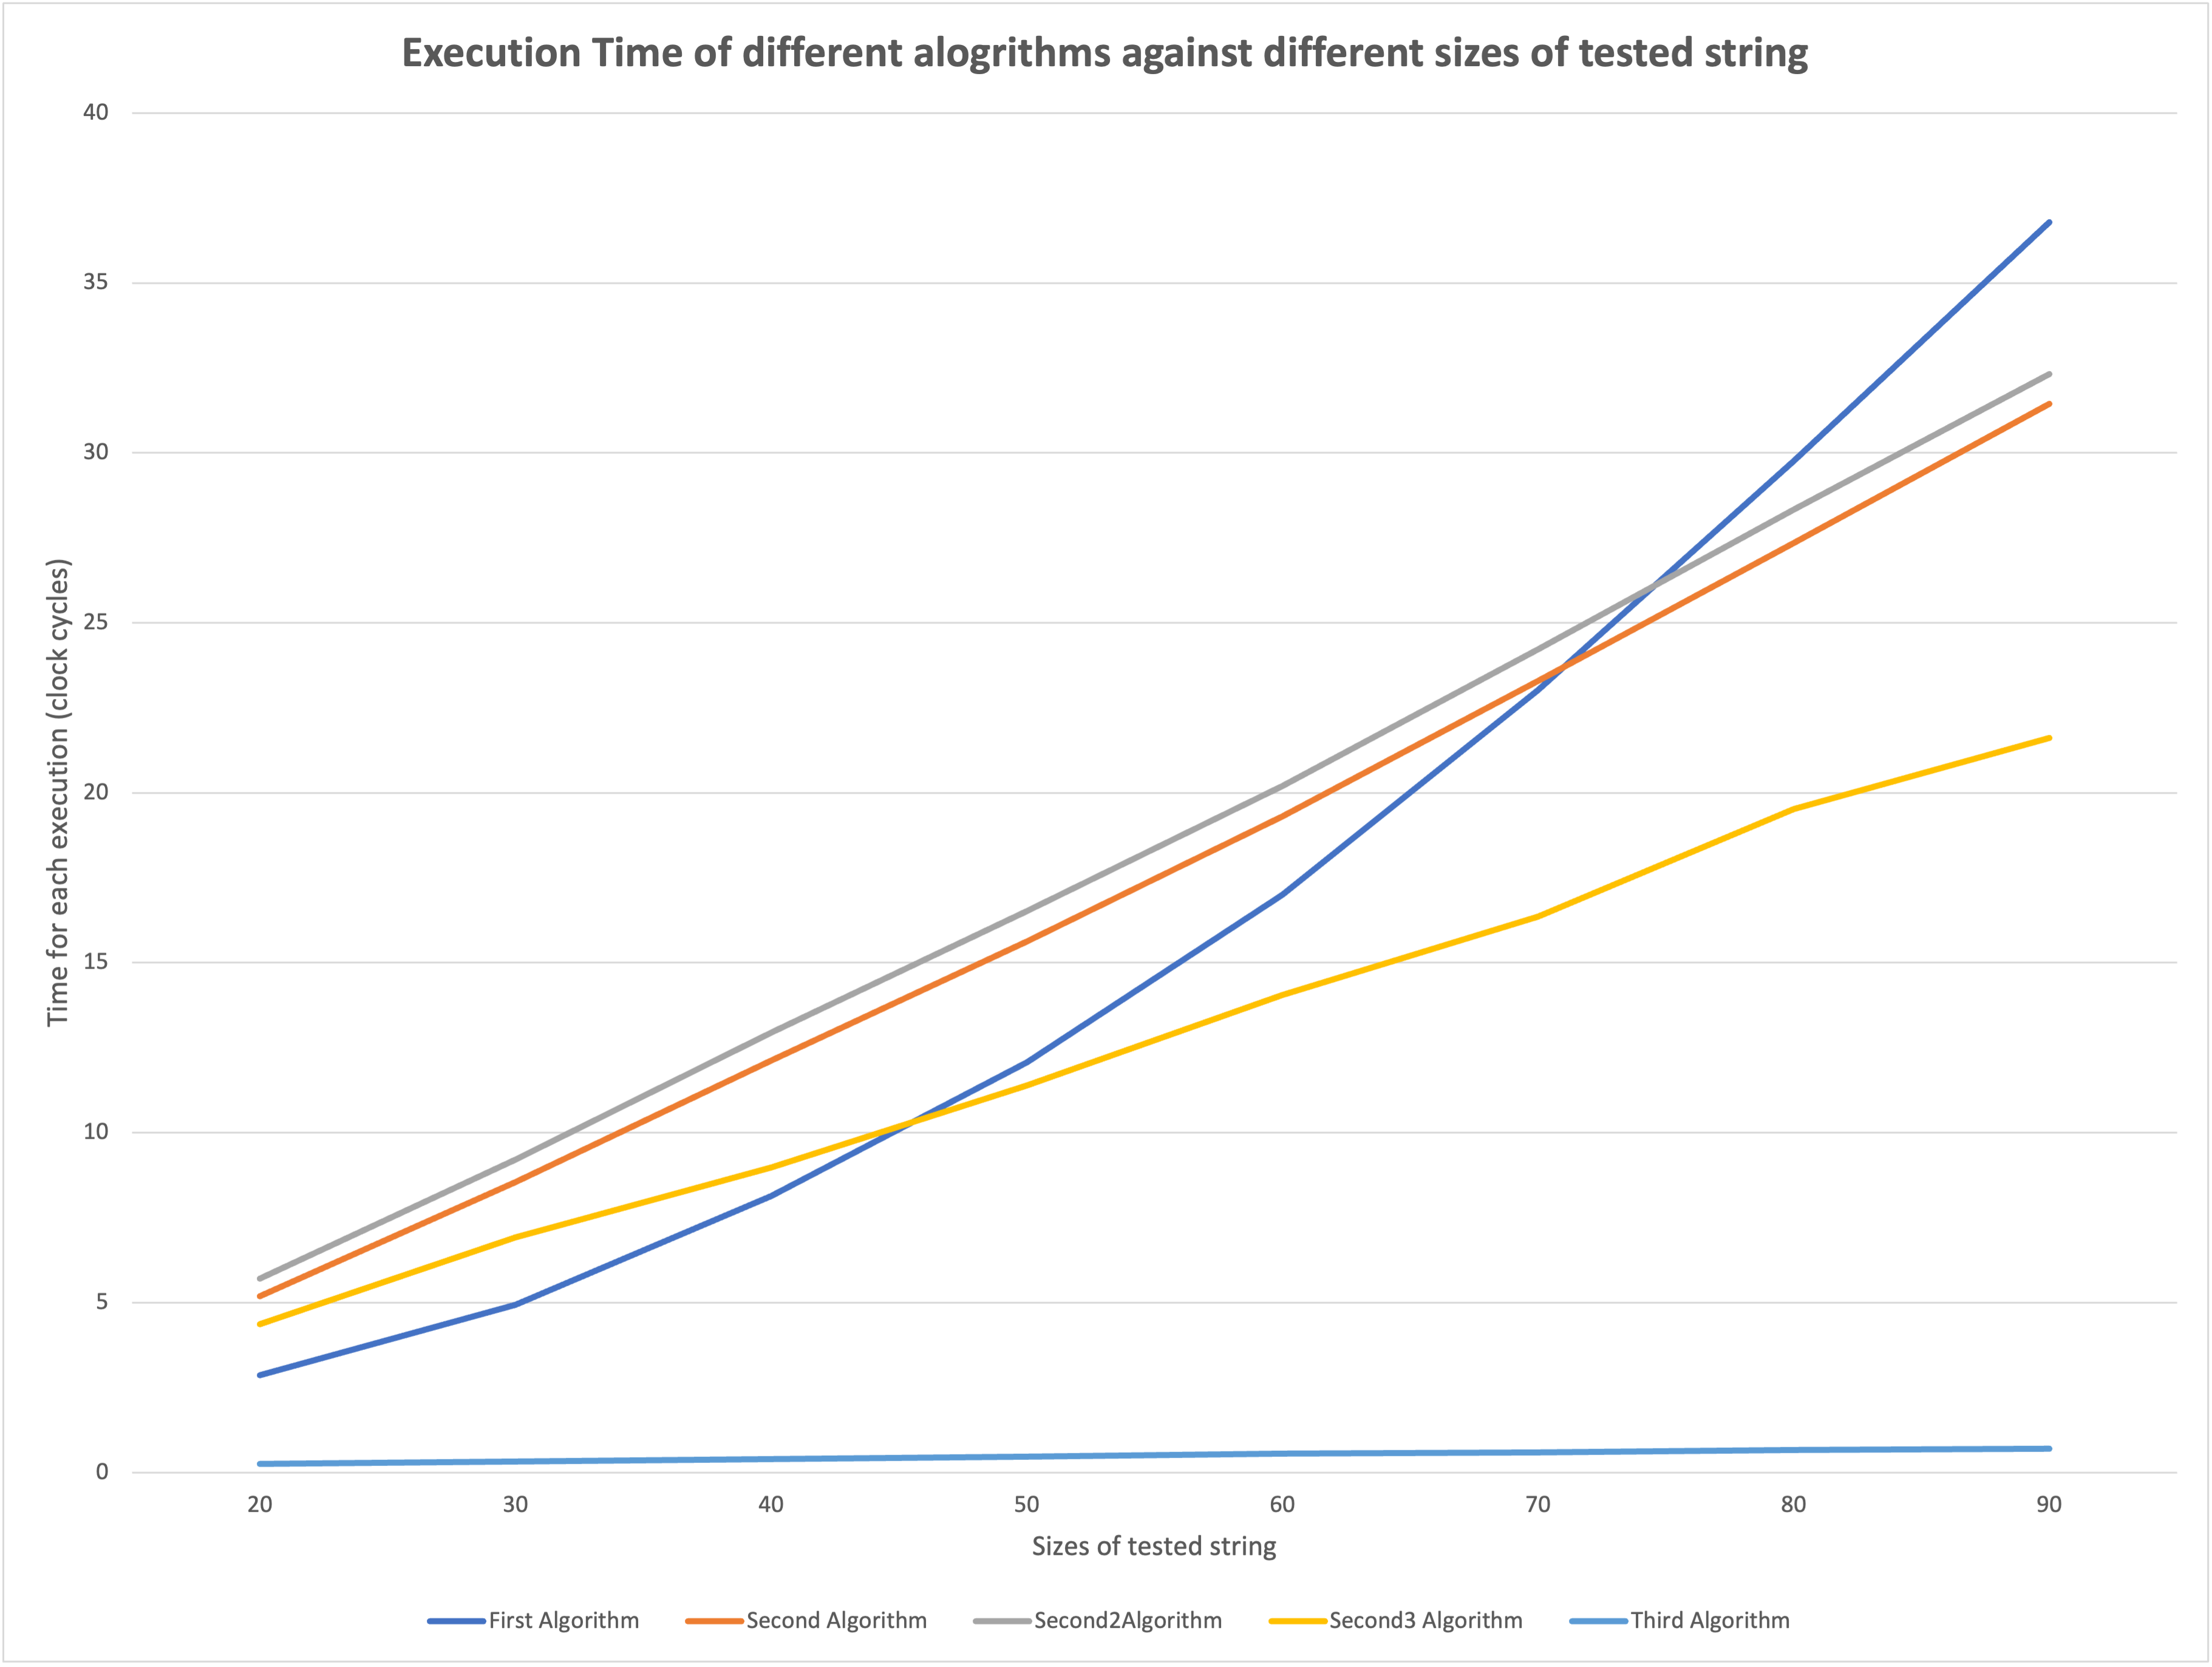 Execution Time of different alogrithms against different sizes of tested string
40
35
30
25
20
15
10
5
0
Time for each execution (clock cycles)
20 30 40 50 60 70 80 90
Sizes of tested string
First Algorithm Second Algorithm Second2Algorithm Second3 Algorithm Third Algorithm